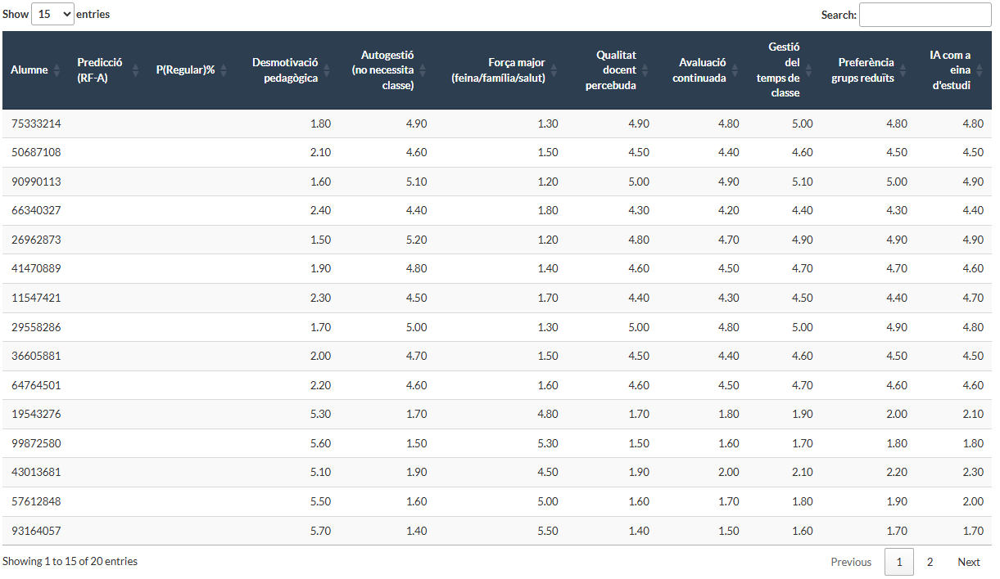 Show 15 entries Search:
Alumne Predicció (RF-A) P(Regular)% Desmotivació pedagògica Autogestió (no necessita classe) Força major (feina/família/salut) Qualitat docent percebuda Avaluació continuada Gestió del temps de classe Preferència grups reduïts IA com a eina d'estudi
75333214 1.80 4.90 1.30 4.90 4.80 5.00 4.80 4.80
50687108 2.10 4.60 1.50 4.50 4.40 4.60 4.50 4.50
90990113 1.60 5.10 1.20 5.00 4.90 5.10 5.00 4.90
66340327 2.40 4.40 1.80 4.30 4.20 4.40 4.30 4.40
26962873 1.50 5.20 1.20 4.80 4.70 4.90 4.90 4.90
41470889 1.90 4.80 1.40 4.60 4.50 4.70 4.70 4.60
11547421 2.30 4.50 1.70 4.40 4.30 4.50 4.40 4.70
29558286 1.70 5.00 1.30 5.00 4.80 5.00 4.90 4.80
36605881 2.00 4.70 1.50 4.50 4.40 4.60 4.50 4.50
64764501 2.20 4.60 1.60 4.60 4.50 4.70 4.60 4.60
19543276 5.30 1.70 4.80 1.70 1.80 1.90 2.00 2.10
99872580 5.60 1.50 5.30 1.50 1.60 1.70 1.80 1.80
43013681 5.10 1.90 4.50 1.90 2.00 2.10 2.20 2.30
57612848 5.50 1.60 5.00 1.60 1.70 1.80 1.90 2.00
93164057 5.70 1.40 5.50 1.40 1.50 1.60 1.70 1.70
Showing 1 to 15 of 20 entries Previous 1 2 Next